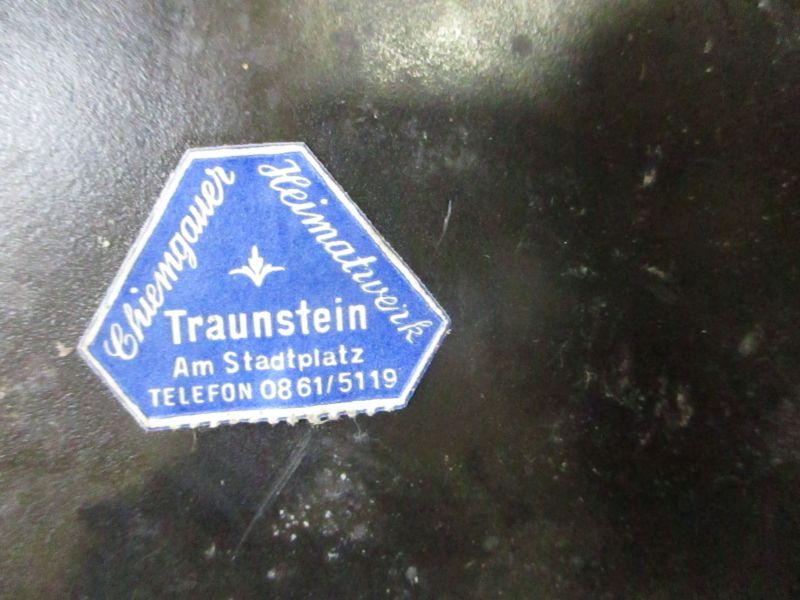 Chiemgauer Heimatwerk
Traunstein
Am Stadtplatz
TELEFON 0861/5119